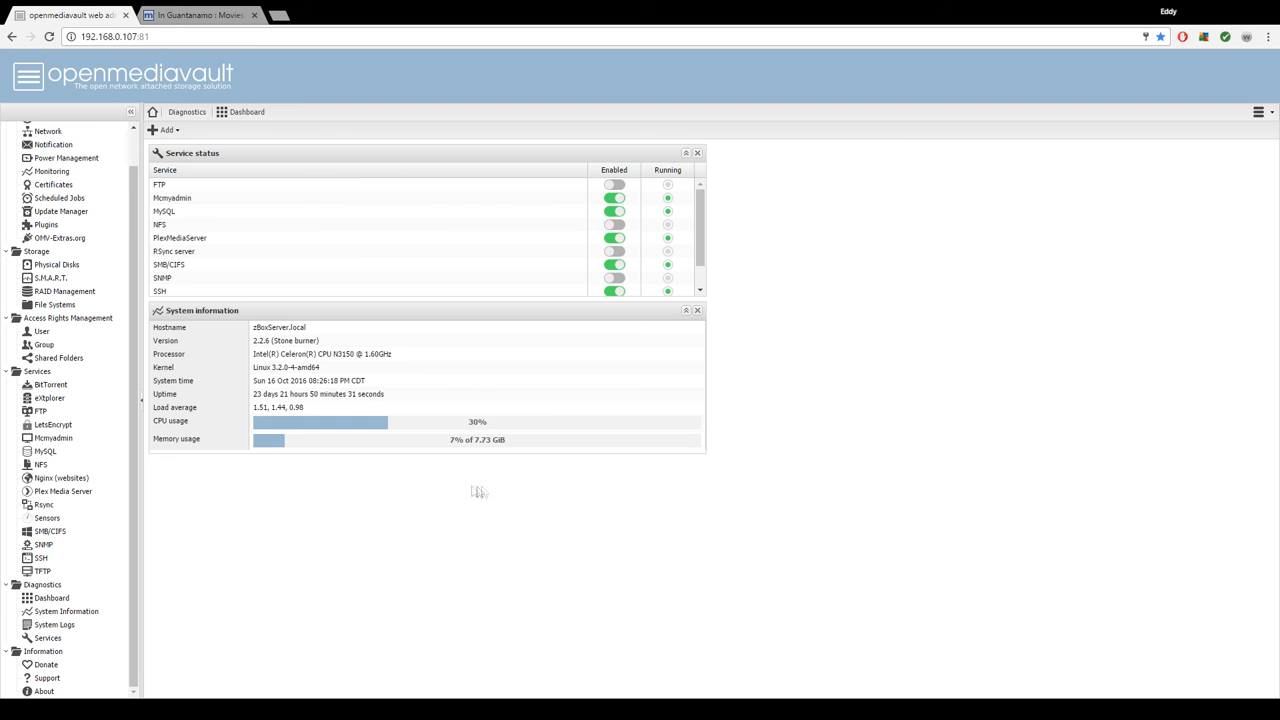 openmediavault web ad
In Guantanamo : Movies
Eddy
192.168.0.107:81
openmediavault
The open network attached storage solution
Diagnostics
Dashboard
Add
Network
Notification
Power Management
Monitoring
Certificates
Scheduled Jobs
Update Manager
Plugins
OMV-Extras.org
Storage
Physical Disks
S.M.A.R.T.
RAID Management
File Systems
Access Rights Management
User
Group
Shared Folders
Services
BitTorrent
eXtplorer
FTP
LetsEncrypt
Mcmyadmin
MySQL
NFS
Nginx (websites)
Plex Media Server
Rsync
Sensors
SMB/CIFS
SNMP
SSH
TFTP
Diagnostics
Dashboard
System Information
System Logs
Services
Information
Donate
Support
About
Service status
Service Enabled Running
FTP
Mcmyadmin
MySQL
NFS
PlexMediaServer
RSync server
SMB/CIFS
SNMP
SSH
System information
Hostname zBoxServer.local
Version 2.2.6 (Stone burner)
Processor Intel(R) Celeron(R) CPU N3150 @ 1.60GHz
Kernel Linux 3.2.0-4-amd64
System time Sun 16 Oct 2016 08:26:18 PM CDT
Uptime 23 days 21 hours 50 minutes 31 seconds
Load average 1.51, 1.44, 0.98
CPU usage 30%
Memory usage 7% of 7.73 GiB